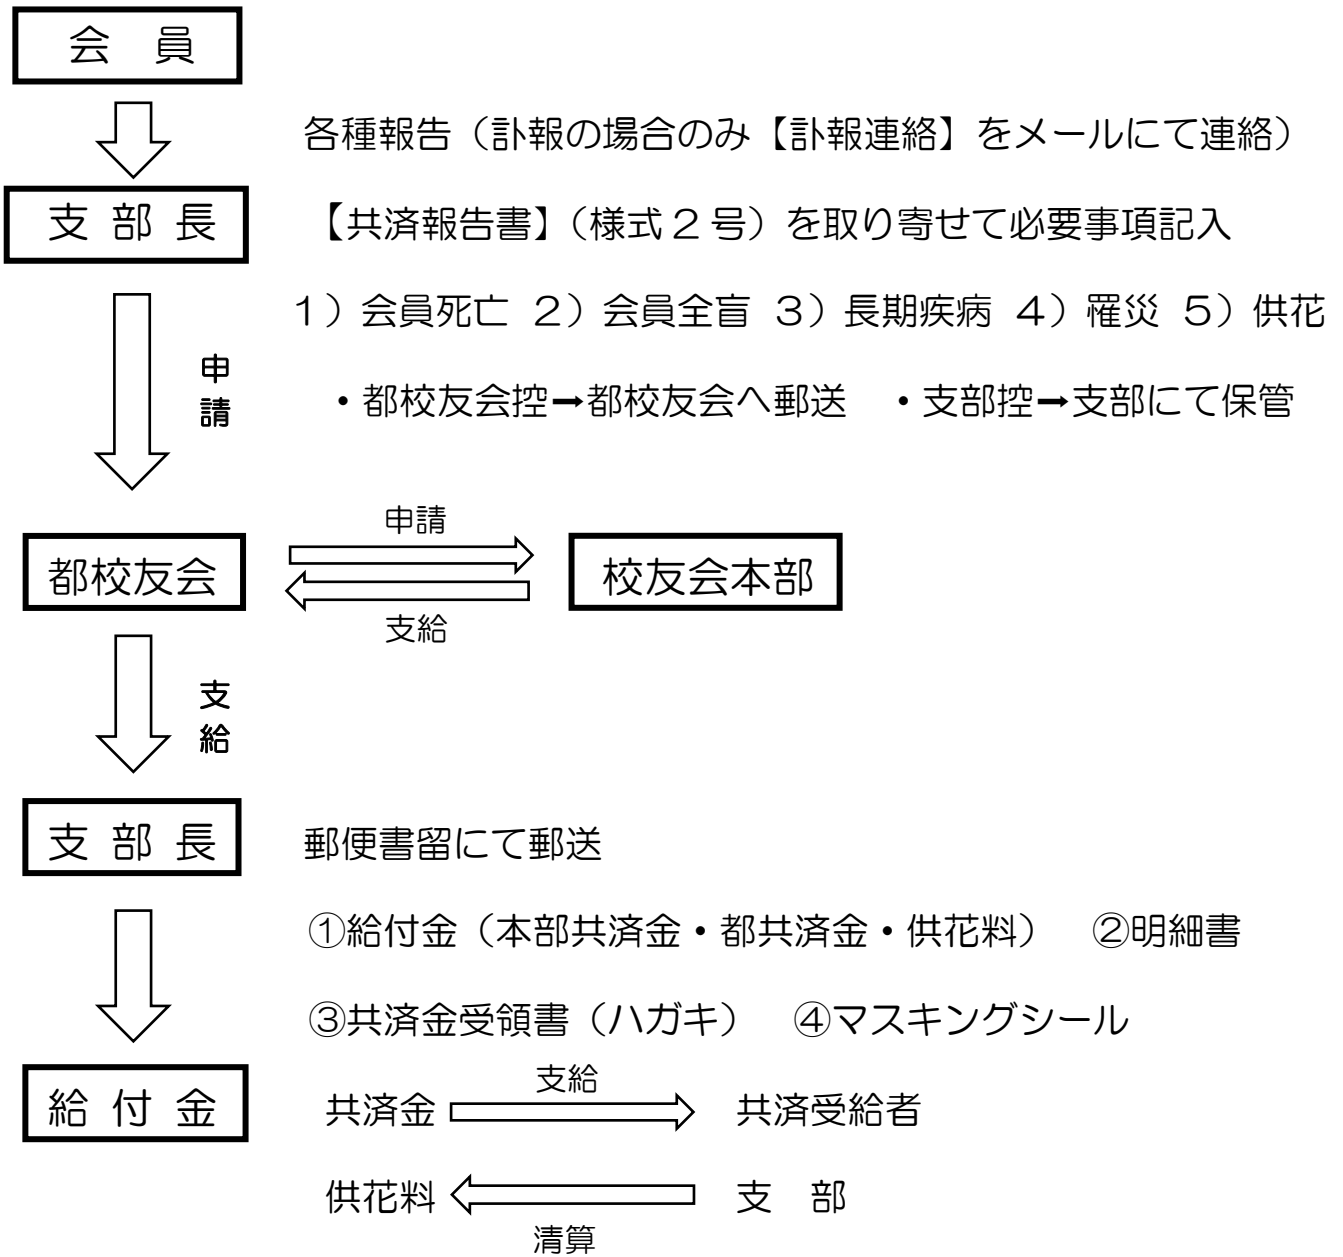 会 員
各種報告（訃報の場合のみ【訃報連絡】をメールにて連絡）
支 部 長
【共済報告書】（様式２号）を取り寄せて必要事項記入
１）会員死亡 ２）会員全盲 ３）長期疾病 ４）罹災 ５）供花
申請
・都校友会控➡都校友会へ郵送 ・支部控➡支部にて保管
申請
都校友会
校友会本部
支給
支給
支 部 長
郵便書留にて郵送
①給付金（本部共済金・都共済金・供花料） ②明細書
③共済金受領書（ハガキ） ④マスキングシール
給 付 金
支給
共済金 共済受給者
供花料 支 部
清算